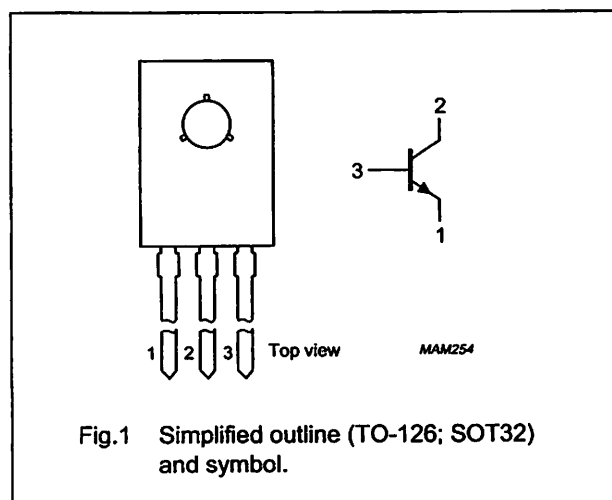 2
3
1
1 2 3 Top view
MAM254
Fig.1 Simplified outline (TO-126; SOT32)
and symbol.